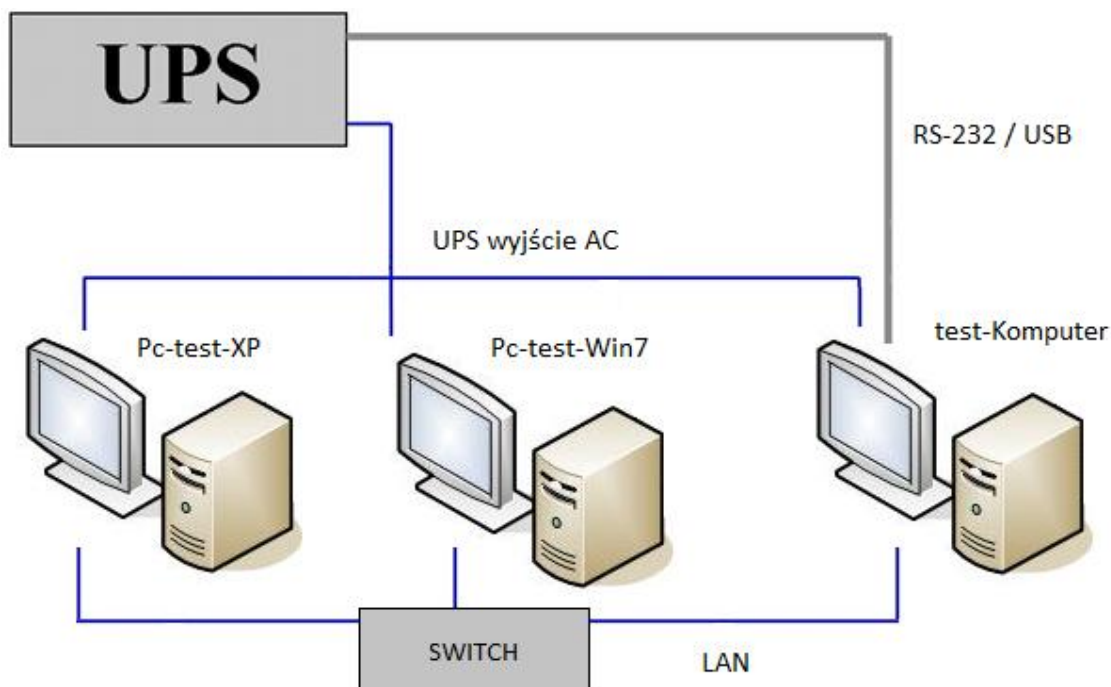 UPS
RS-232 / USB
UPS wyjście AC
Pc-test-XP
Pc-test-Win7
test-Komputer
SWITCH
LAN